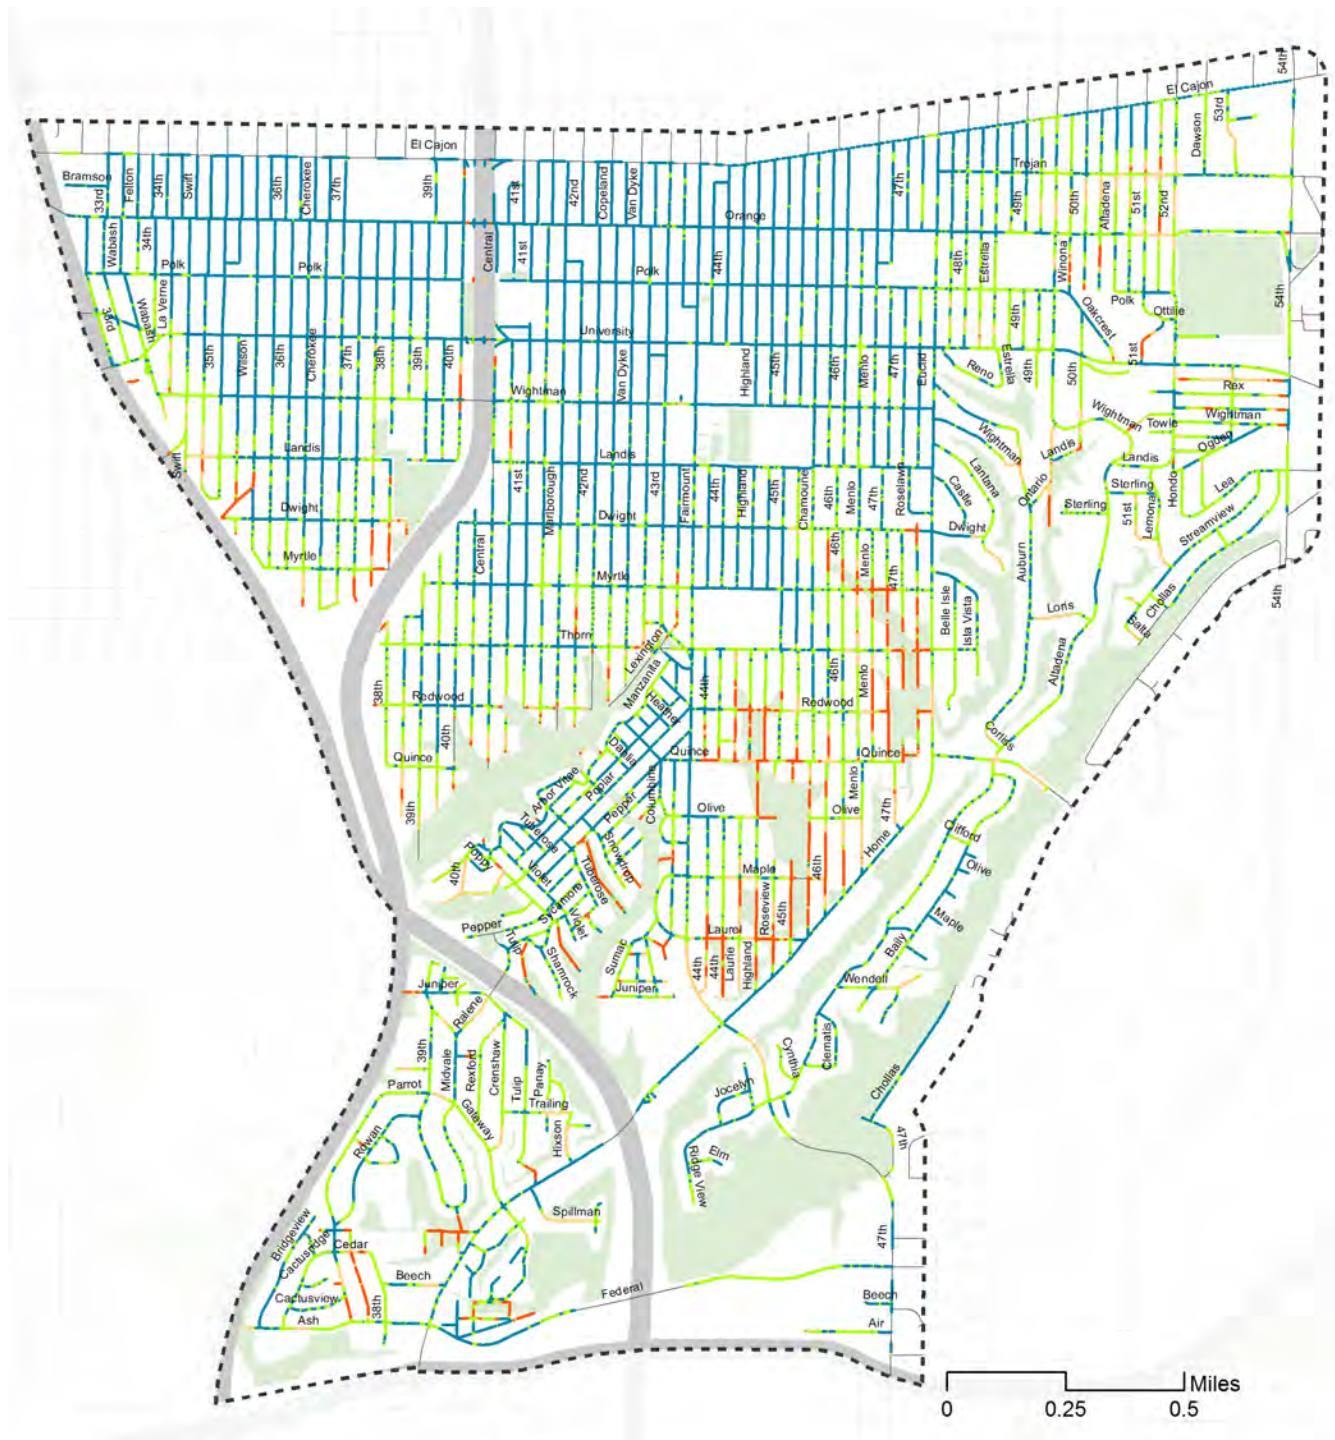 54th
El Cajon
53rd
Dawson
El Cajon
Bramson
33rd
Felton
34th
Swift
36th
Cherokee
37th
39th
41st
42nd
Copeland
Van Dyke
47th
Trojan
49th
50th
Altadena
51st
52nd
Orange
Wabash
34th
Central
41st
44th
48th
Estrella
Winona
Polk
Polk
Polk
Polk
54th
33rd
Wabash
La Verne
Oakcrest
Ottilie
University
49th
51st
35th
Wilson
36th
Cherokee
37th
38th
39th
40th
Van Dyke
Highland
45th
46th
Menlo
47th
Euclid
Reno
Estrella
49th
50th
Rex
Wightman
Wightman
Wightman
Wightman
Towle
Ogden
Landis
Landis
Landis
Landis
Swift
41st
Marlborough
42nd
43rd
Fairmount
44th
Highland
45th
Chamoune
46th
Menlo
47th
Roselawn
Castle
Lantana
Ontario
Sterling
Sterling
51st
Lemona
Hondo
Lea
Streamview
Dwight
Dwight
Dwight
Myrtle
Central
Myrtle
46th
Menlo
47th
Belle Isle
Isla Vista
Auburn
Loris
Chollas
Salta
54th
Thorn
Lexington
Manzanita
46th
Menlo
Altadena
38th
Redwood
40th
Heather
44th
Redwood
Corliss
Quince
39th
Dahlia
Quince
Quince
Arbor Vitae
Poplar
Pepper
Columbine
Menlo
Olive
Olive
47th
Home
Clifford
Tuberose
Snowdrop
Poppy
40th
Violet
Tuberose
Maple
46th
Olive
Sycamore
Violet
Roseview
45th
Maple
Pepper
Tulip
Shamrock
Sumac
Laurel
44th
44th
Laurie
Highland
Baily
Wendell
Juniper
Juniper
Ralene
39th
Midvale
Rexford
Crenshaw
Tulip
Panay
Cynthia
Clematis
Parrot
Gateway
Trailing
Jocelyn
Chollas
Rowan
Hixson
Elm
Ridge View
47th
Bridgeview
Cactusridge
Cedar
Spillman
47th
Beech
Federal
Cactusview
38th
Beech
Ash
Air
Miles
0 0.25 0.5